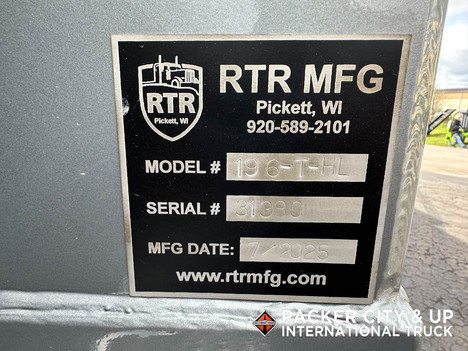 RTR
Pickett, WI
RTR MFG
Pickett, WI
920-589-2101
MODEL # 196-T-HL
SERIAL #
MFG DATE: 7/2025
www.rtrmfg.com
PACKER CITY & UP
INTERNATIONAL TRUCK